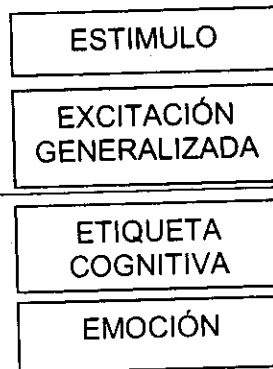 ESTIMULO
EXCITACIÓN
GENERALIZADA
ETIQUETA
COGNITIVA
EMOCIÓN